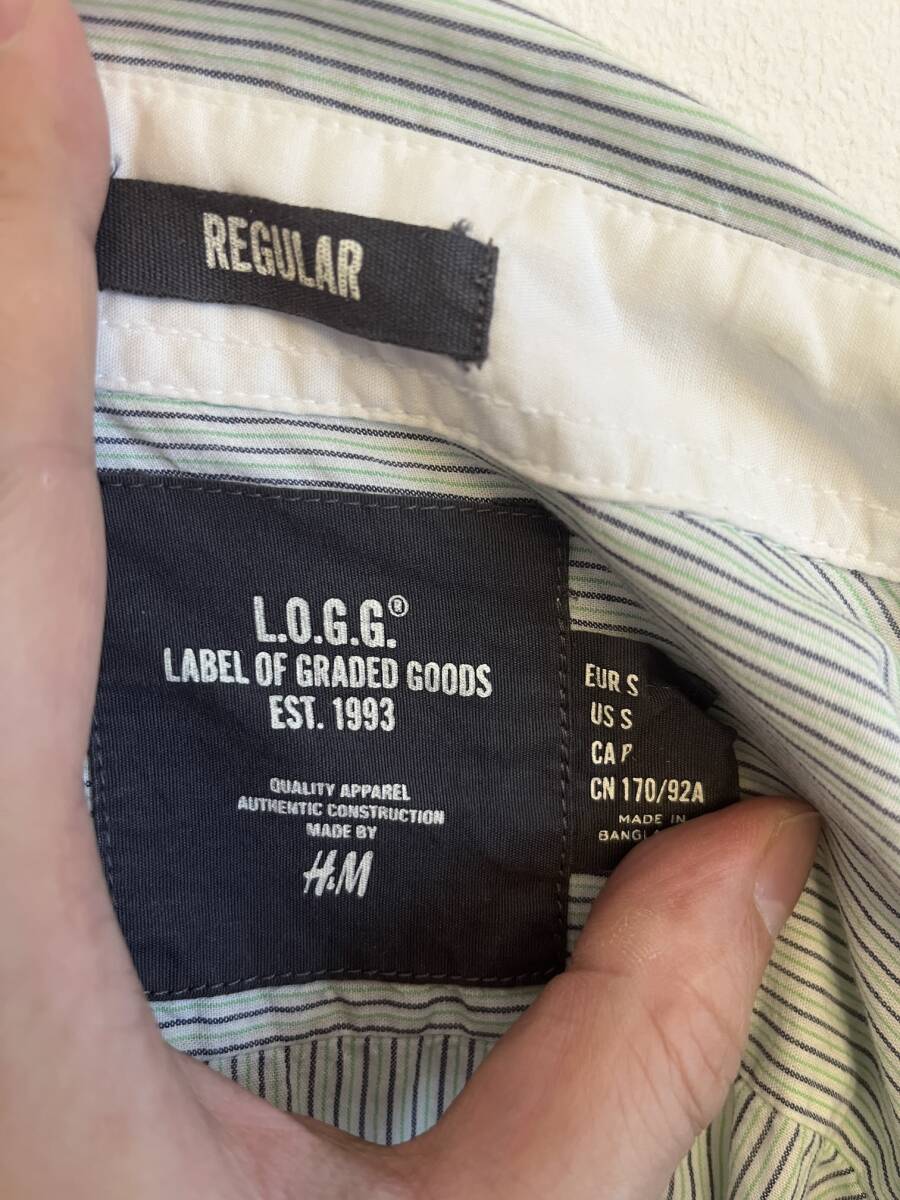 REGULAR
L.O.G.G.®
LABEL OF GRADED GOODS
EST. 1993
QUALITY APPAREL
AUTHENTIC CONSTRUCTION
MADE BY
H&M
EUR S
US S
CA P
CN 170/92A
MADE IN